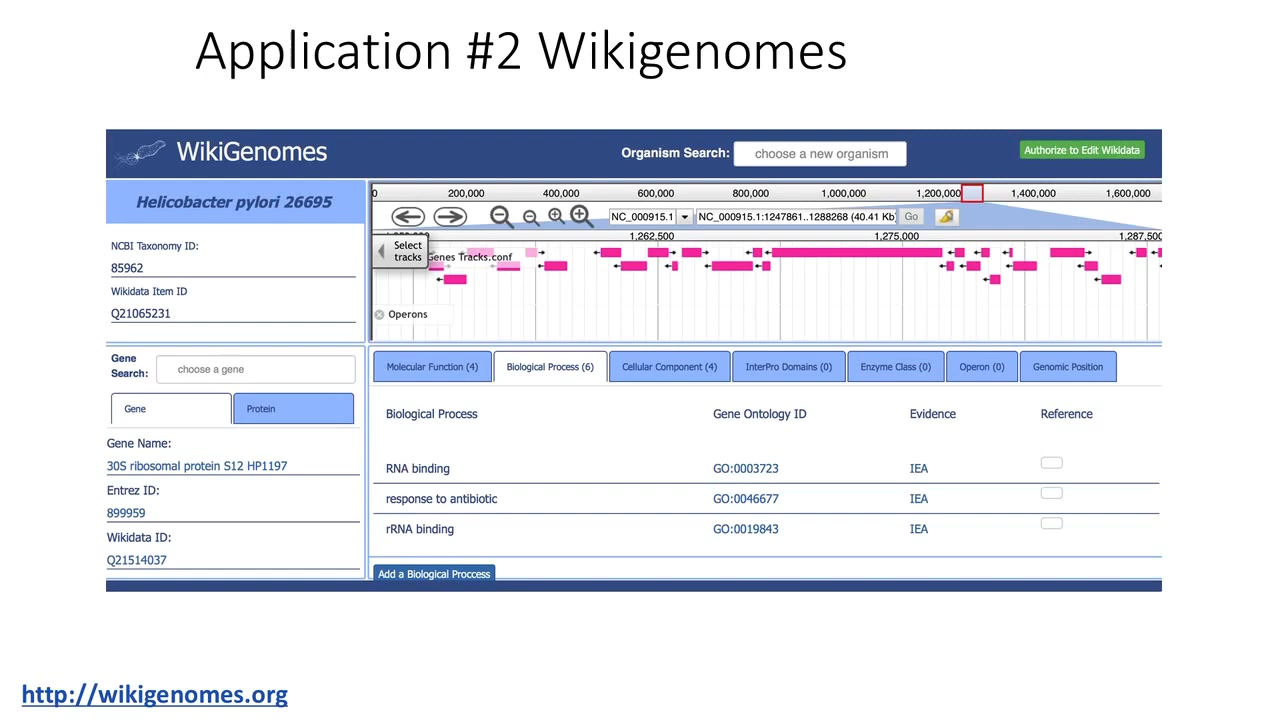 Application #2 Wikigenomes
WikiGenomes
Organism Search: choose a new organism
Authorize to Edit Wikidata
Helicobacter pylori 26695
NCBI Taxonomy ID:
85962
Wikidata Item ID
Q21065231
0 200,000 400,000 600,000 800,000 1,000,000 1,200,000 1,400,000 1,600,000
NC_000915.1 NC_000915.1:1247861..1288268 (40.41 Kb) Go
1,262,500 1,275,000 1,287,500
Select
tracks
Genes Tracks.conf
Operons
Gene
Search: choose a gene
Gene Protein
Gene Name:
30S ribosomal protein S12 HP1197
Entrez ID:
899959
Wikidata ID:
Q21514037
Molecular Function (4) Biological Process (6) Cellular Component (4) InterPro Domains (0) Enzyme Class (0) Operon (0) Genomic Position
Biological Process Gene Ontology ID Evidence Reference
RNA binding GO:0003723 IEA
response to antibiotic GO:0046677 IEA
rRNA binding GO:0019843 IEA
Add a Biological Proccess
http://wikigenomes.org